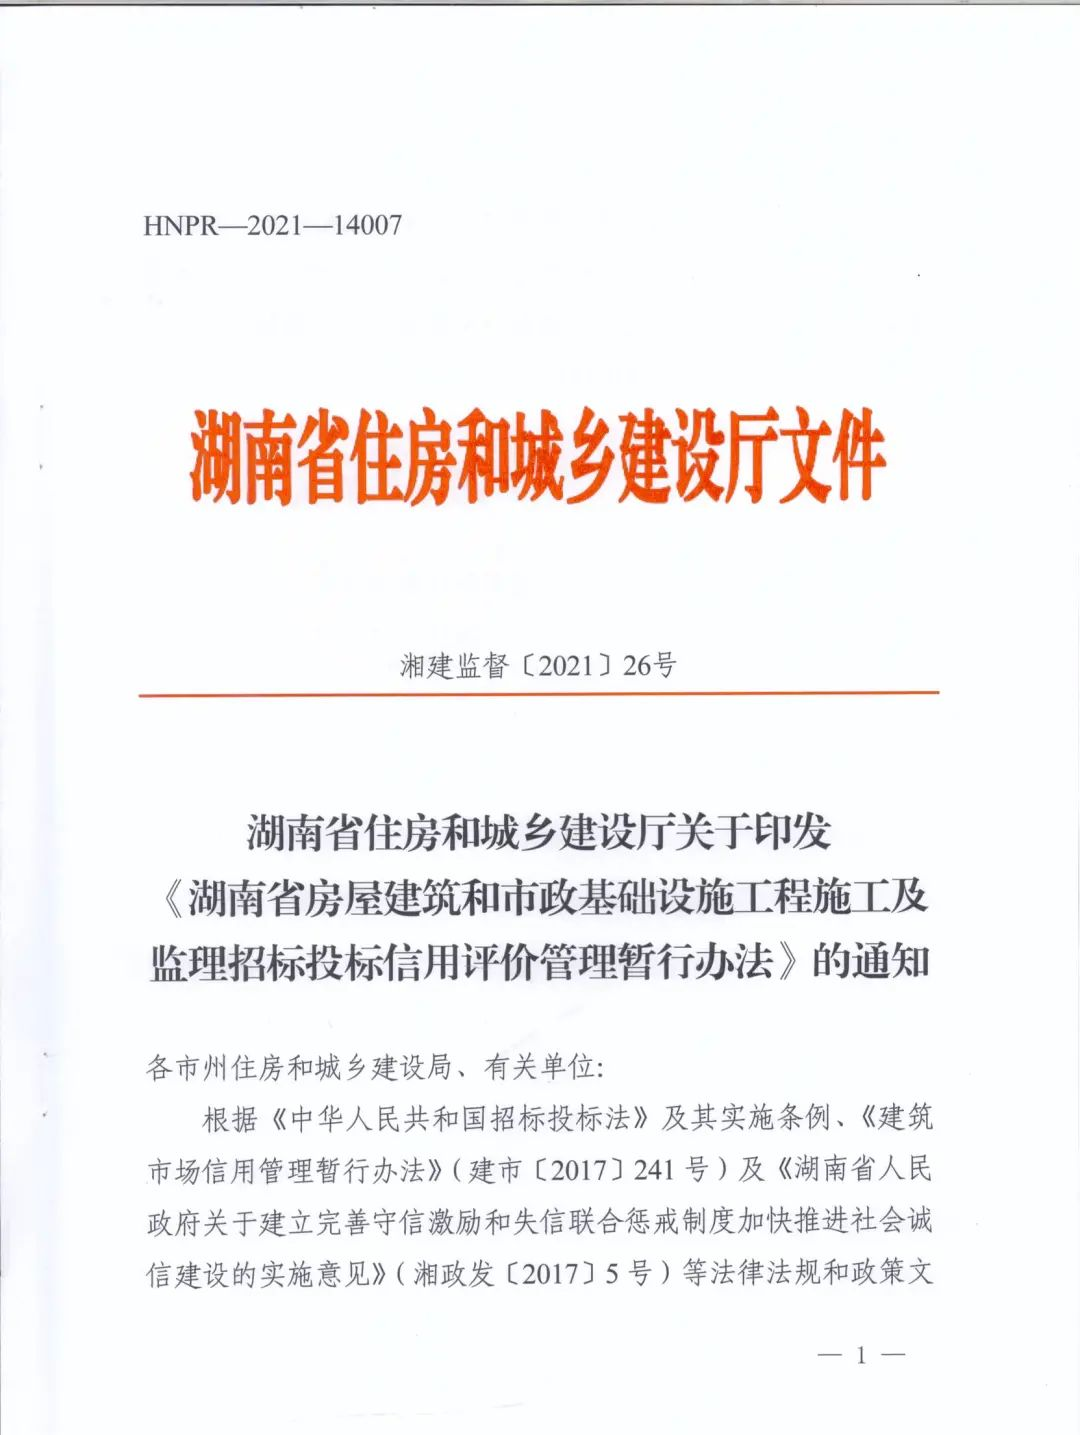 HNPR—2021—14007
湖南省住房和城乡建设厅文件
湘建监督〔2021〕26号
湖南省住房和城乡建设厅关于印发
《湖南省房屋建筑和市政基础设施工程施工及
监理招标投标信用评价管理暂行办法》的通知
各市州住房和城乡建设局、有关单位:
根据《中华人民共和国招标投标法》及其实施条例、《建筑
市场信用管理暂行办法》（建市〔2017〕241 号）及《湖南省人民
政府关于建立完善守信激励和失信联合惩戒制度加快推进社会诚
信建设的实施意见》（湘政发〔2017〕5 号）等法律法规和政策文
— 1 —